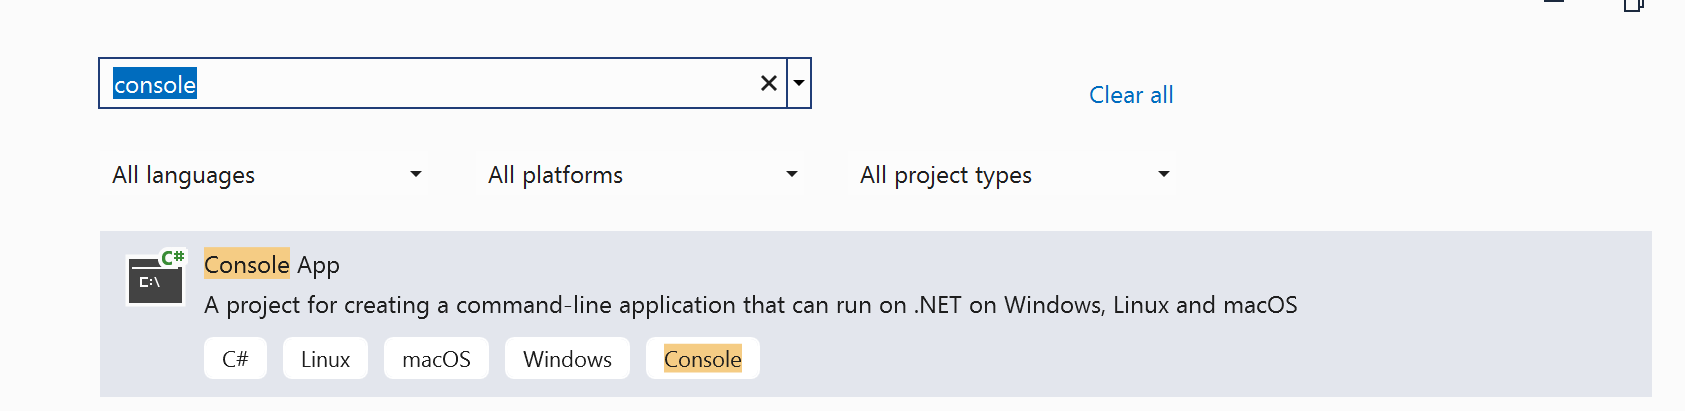 console
Clear all
All languages
All platforms
All project types
C#
C:\
Console App
A project for creating a command-line application that can run on .NET on Windows, Linux and macOS
C#
Linux
macOS
Windows
Console